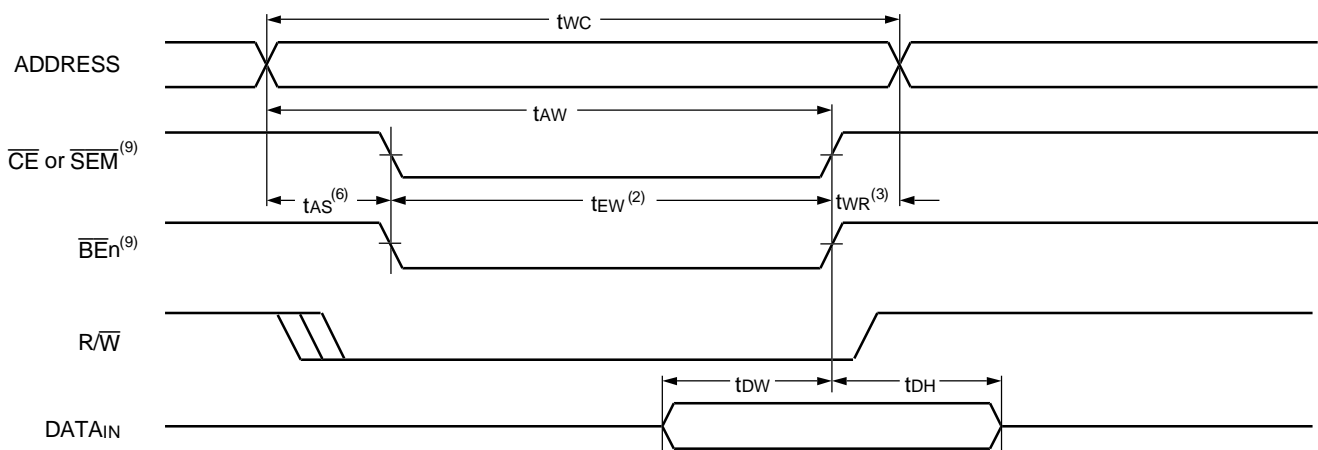 tWC
ADDRESS
tAW
CE or SEM(9)
tAS(6) tEW(2) tWR(3)
BEn(9)
R/W
tDW tDH
DATAIN